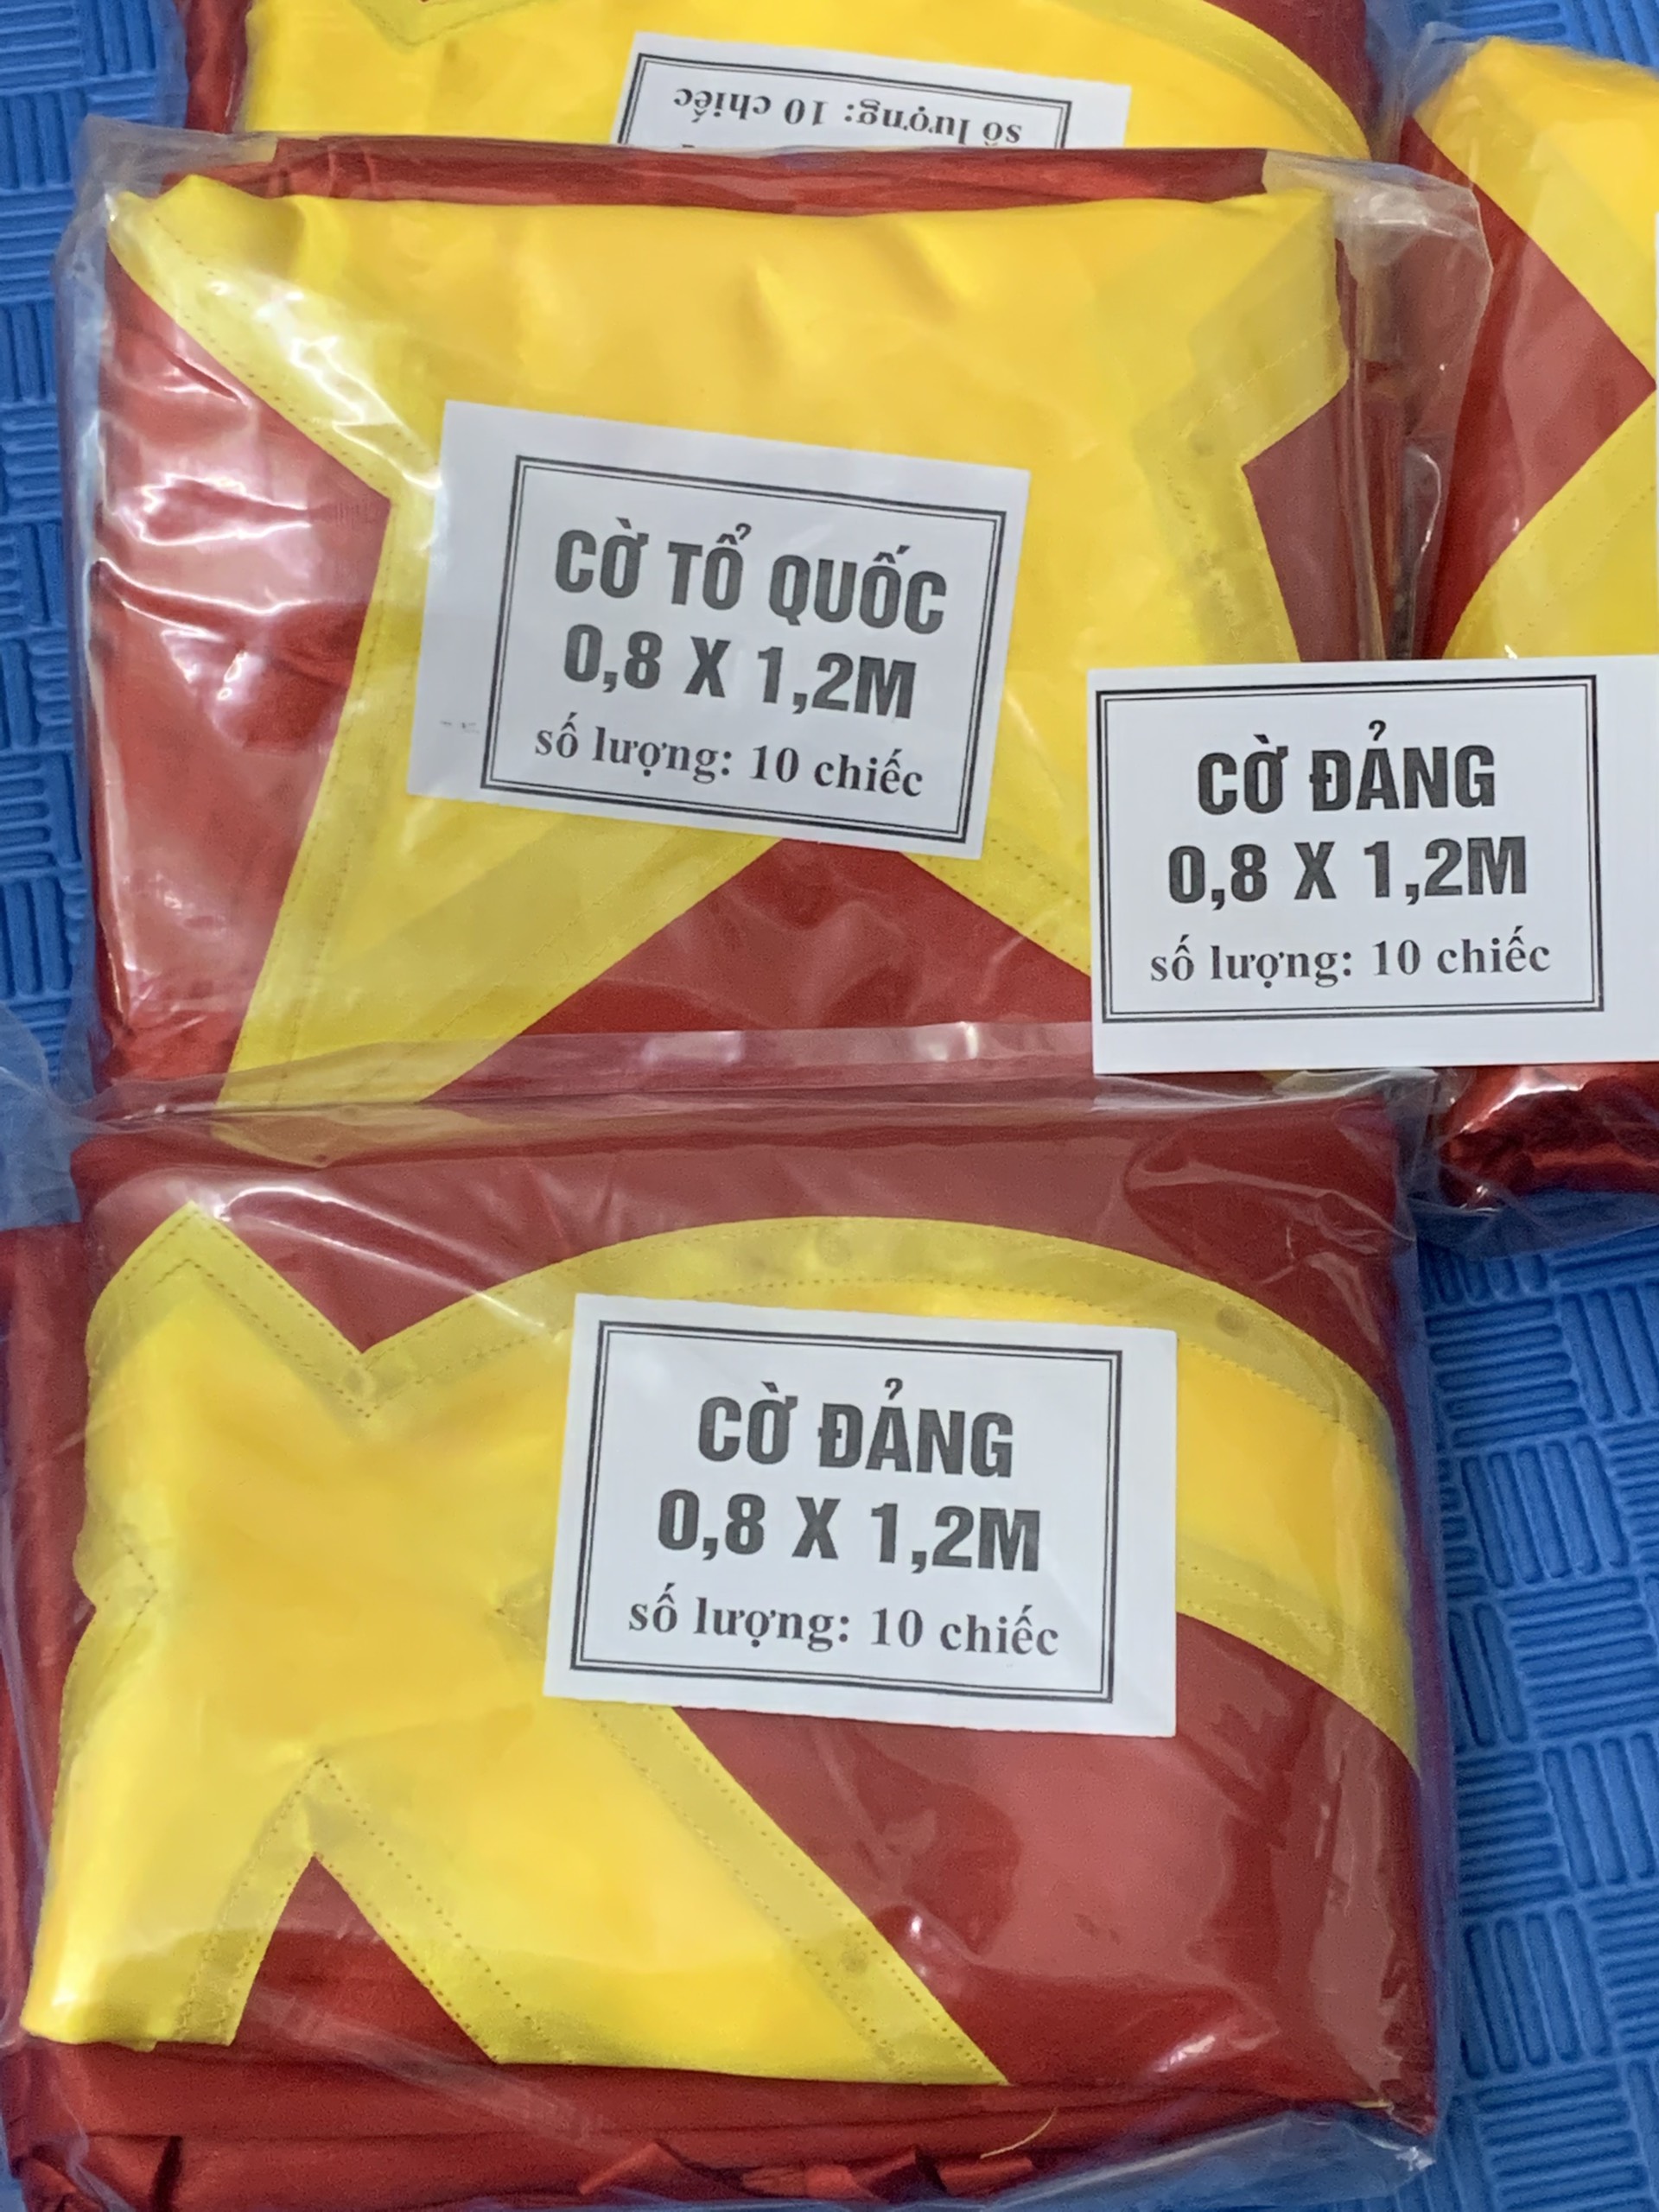 số lượng: 10 chiếc
CỜ TỔ QUỐC
0,8 X 1,2M
số lượng: 10 chiếc
CỜ ĐẢNG
0,8 X 1,2M
số lượng: 10 chiếc
CỜ ĐẢNG
0,8 X 1,2M
số lượng: 10 chiếc